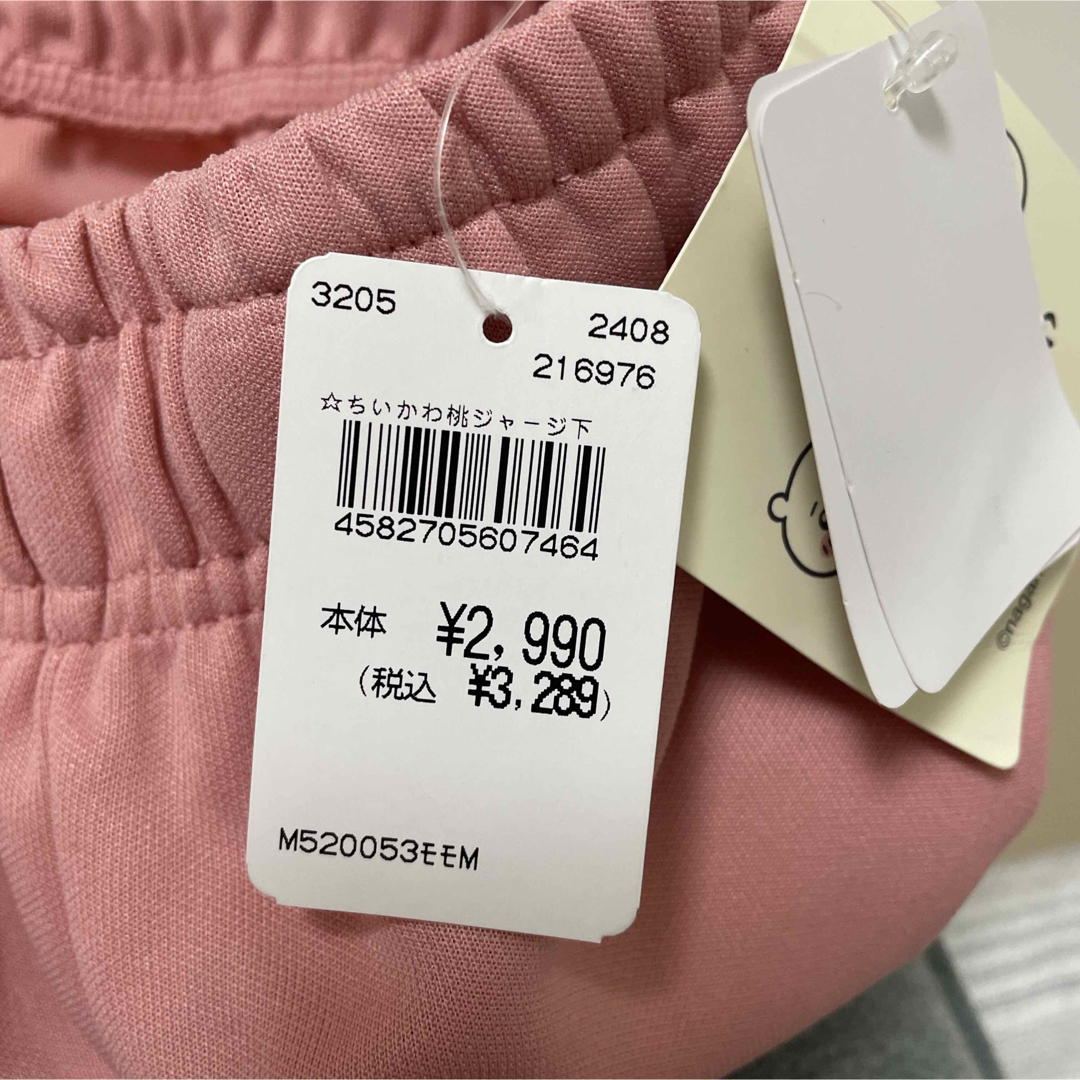 3205
2408
216976
☆ちいかわ桃ジャージ下
4582705607464
本体 ¥2,990
(税込 ¥3,289)
M520053モモM
©naga